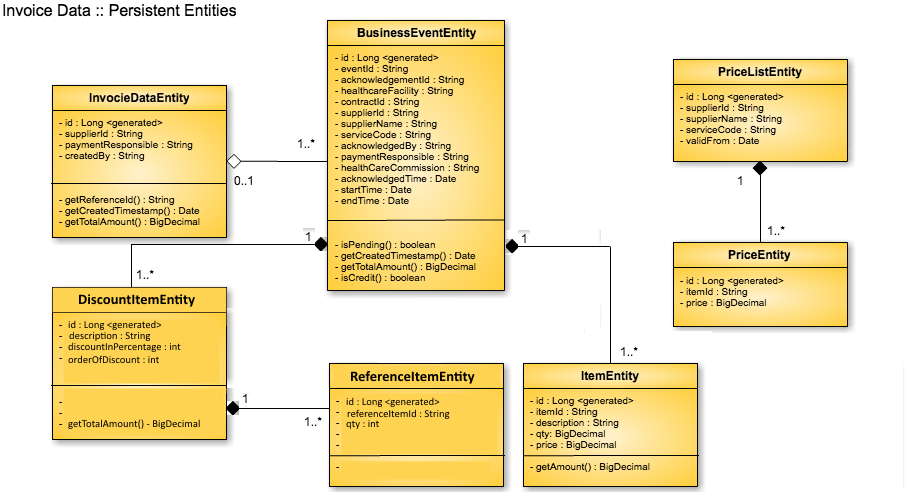 Invoice Data :: Persistent Entities
InvocieDataEntity
- id : Long <generated>
- supplierId : String
- paymentResponsible : String
- createdBy : String
- getReferenceId() : String
- getCreatedTimestamp() : Date
- getTotalAmount() : BigDecimal
0..1
1..*
BusinessEventEntity
- id : Long <generated>
- eventId : String
- acknowledgementId : String
- healthcareFacility : String
- contractId : String
- supplierId : String
- supplierName : String
- serviceCode : String
- acknowledgedBy : String
- paymentResponsible : String
- healthCareCommission : String
- acknowledgedTime : Date
- startTime : Date
- endTime : Date
- isPending() : boolean
- getCreatedTimestamp() : Date
- getTotalAmount() : BigDecimal
- isCredit() : boolean
1
1..*
1
1..*
PriceListEntity
- id : Long <generated>
- supplierId : String
- supplierName : String
- serviceCode : String
- validFrom : Date
1
1..*
PriceEntity
- id : Long <generated>
- itemId : String
- price : BigDecimal
DiscountItemEntity
- id : Long <generated>
- description : String
- discountInPercentage : int
- orderOfDiscount : int
-
-
- getTotalAmount() - BigDecimal
1
1..*
ReferenceItemEntity
- id : Long <generated>
- referenceItemId : String
- qty : int
-
-
-
ItemEntity
- id : Long <generated>
- itemId : String
- description : String
- qty: BigDecimal
- price : BigDecimal
- getAmount() : BigDecimal